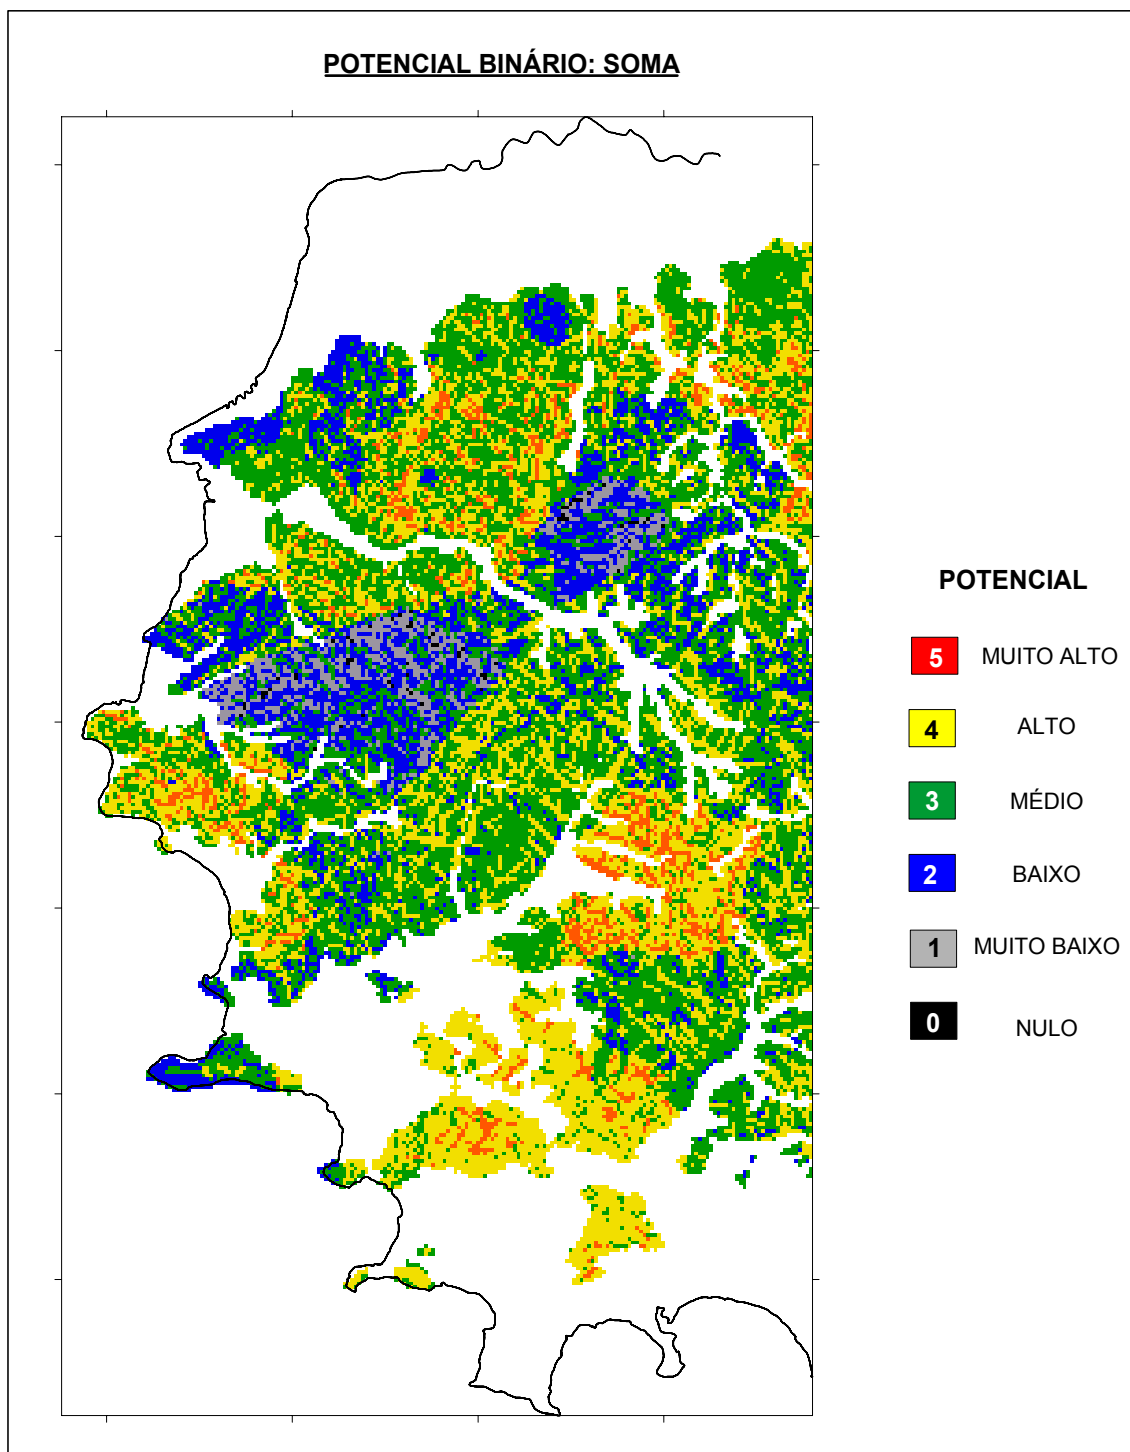 POTENCIAL BINÁRIO: SOMA
POTENCIAL
5 MUITO ALTO
4 ALTO
3 MÉDIO
2 BAIXO
1 MUITO BAIXO
0 NULO